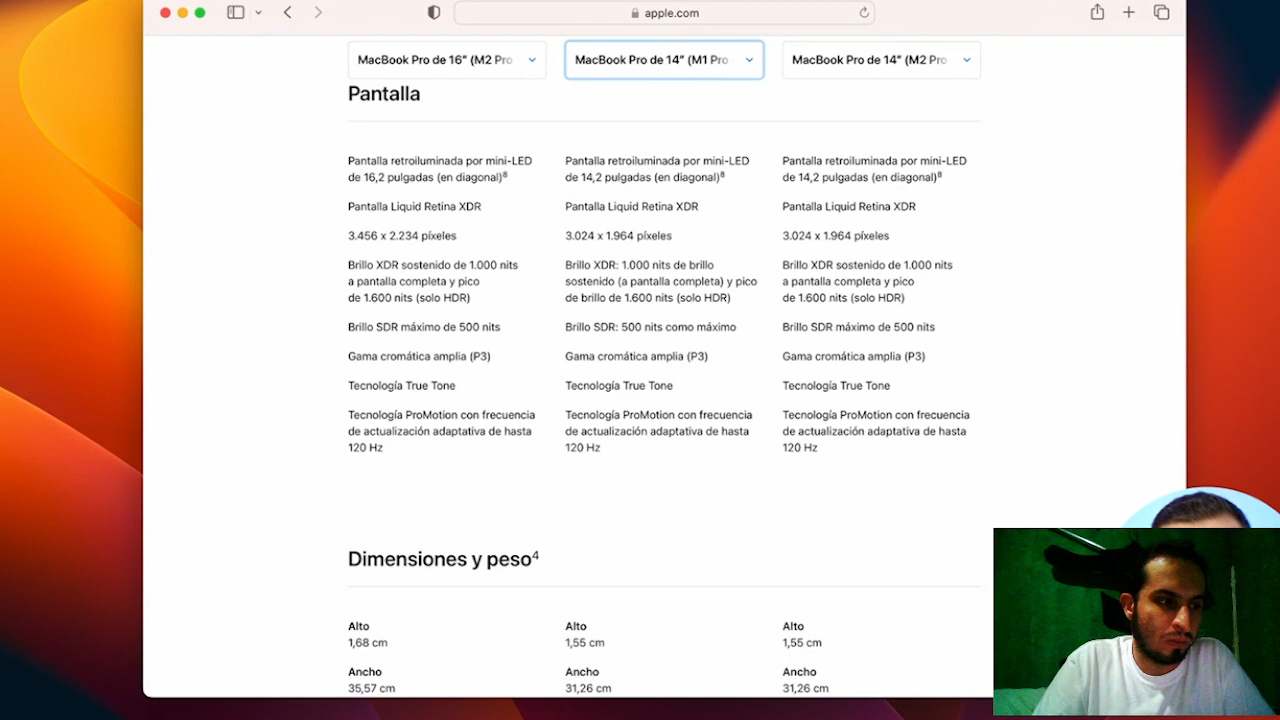 apple.com
MacBook Pro de 16" (M2 Pro
MacBook Pro de 14" (M1 Pro
MacBook Pro de 14" (M2 Pro
Pantalla
Pantalla retroiluminada por mini-LED
de 16,2 pulgadas (en diagonal)⁸
Pantalla Liquid Retina XDR
3.456 x 2.234 píxeles
Brillo XDR sostenido de 1.000 nits
a pantalla completa y pico
de 1.600 nits (solo HDR)
Brillo SDR máximo de 500 nits
Gama cromática amplia (P3)
Tecnología True Tone
Tecnología ProMotion con frecuencia
de actualización adaptativa de hasta
120 Hz
Pantalla retroiluminada por mini-LED
de 14,2 pulgadas (en diagonal)⁸
Pantalla Liquid Retina XDR
3.024 x 1.964 píxeles
Brillo XDR: 1.000 nits de brillo
sostenido (a pantalla completa) y pico
de brillo de 1.600 nits (solo HDR)
Brillo SDR: 500 nits como máximo
Gama cromática amplia (P3)
Tecnología True Tone
Tecnología ProMotion con frecuencia
de actualización adaptativa de hasta
120 Hz
Pantalla retroiluminada por mini-LED
de 14,2 pulgadas (en diagonal)⁸
Pantalla Liquid Retina XDR
3.024 x 1.964 píxeles
Brillo XDR sostenido de 1.000 nits
a pantalla completa y pico
de 1.600 nits (solo HDR)
Brillo SDR máximo de 500 nits
Gama cromática amplia (P3)
Tecnología True Tone
Tecnología ProMotion con frecuencia
de actualización adaptativa de hasta
120 Hz
Dimensiones y peso⁴
Alto
1,68 cm
Ancho
35,57 cm
Alto
1,55 cm
Ancho
31,26 cm
Alto
1,55 cm
Ancho
31,26 cm